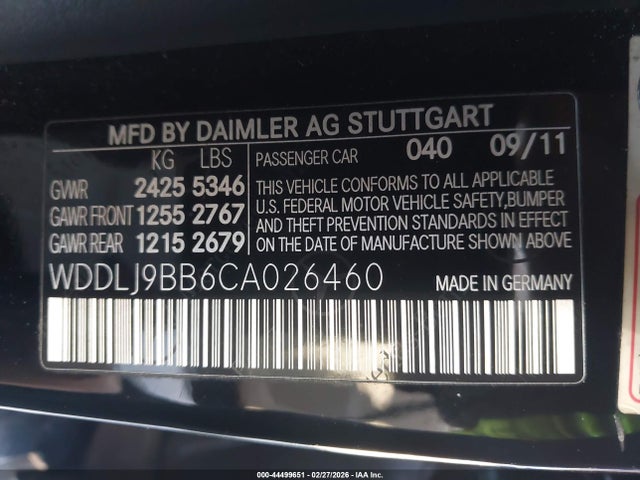 MFD BY DAIMLER AG STUTTGART
KG LBS
GVWR 2425 5346
GAWR FRONT 1255 2767
GAWR REAR 1215 2679
PASSENGER CAR 040 09/11
THIS VEHICLE CONFORMS TO ALL APPLICABLE
U.S. FEDERAL MOTOR VEHICLE SAFETY,BUMPER
AND THEFT PREVENTION STANDARDS IN EFFECT
ON THE DATE OF MANUFACTURE SHOWN ABOVE
WDDLJ9BB6CA026460
MADE IN GERMANY
000-44499651 | 02/27/2026 - IAA Inc.